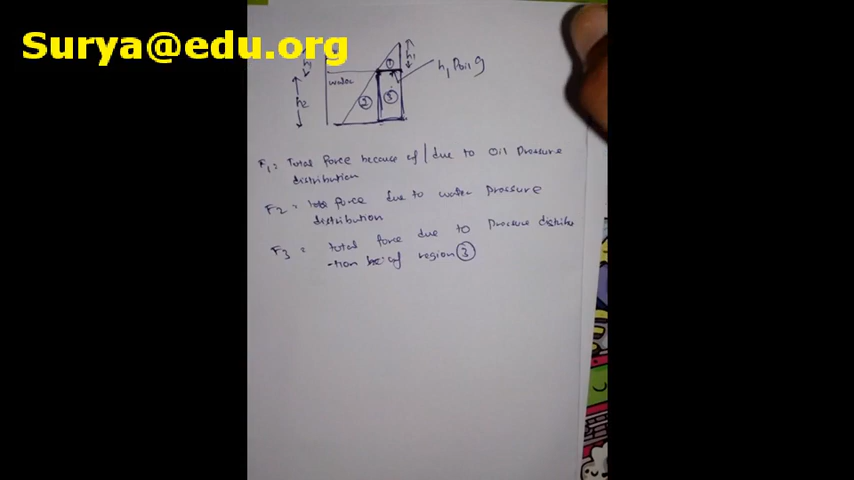 Surya@edu.org
h1
h1
①
h1 ρoil g
water
h2
②
③
F1 = Total force because of / due to oil pressure
distribution
F2 = force due to water pressure
distribution
F3 = total force due to pressure distribu
-tion of region ③